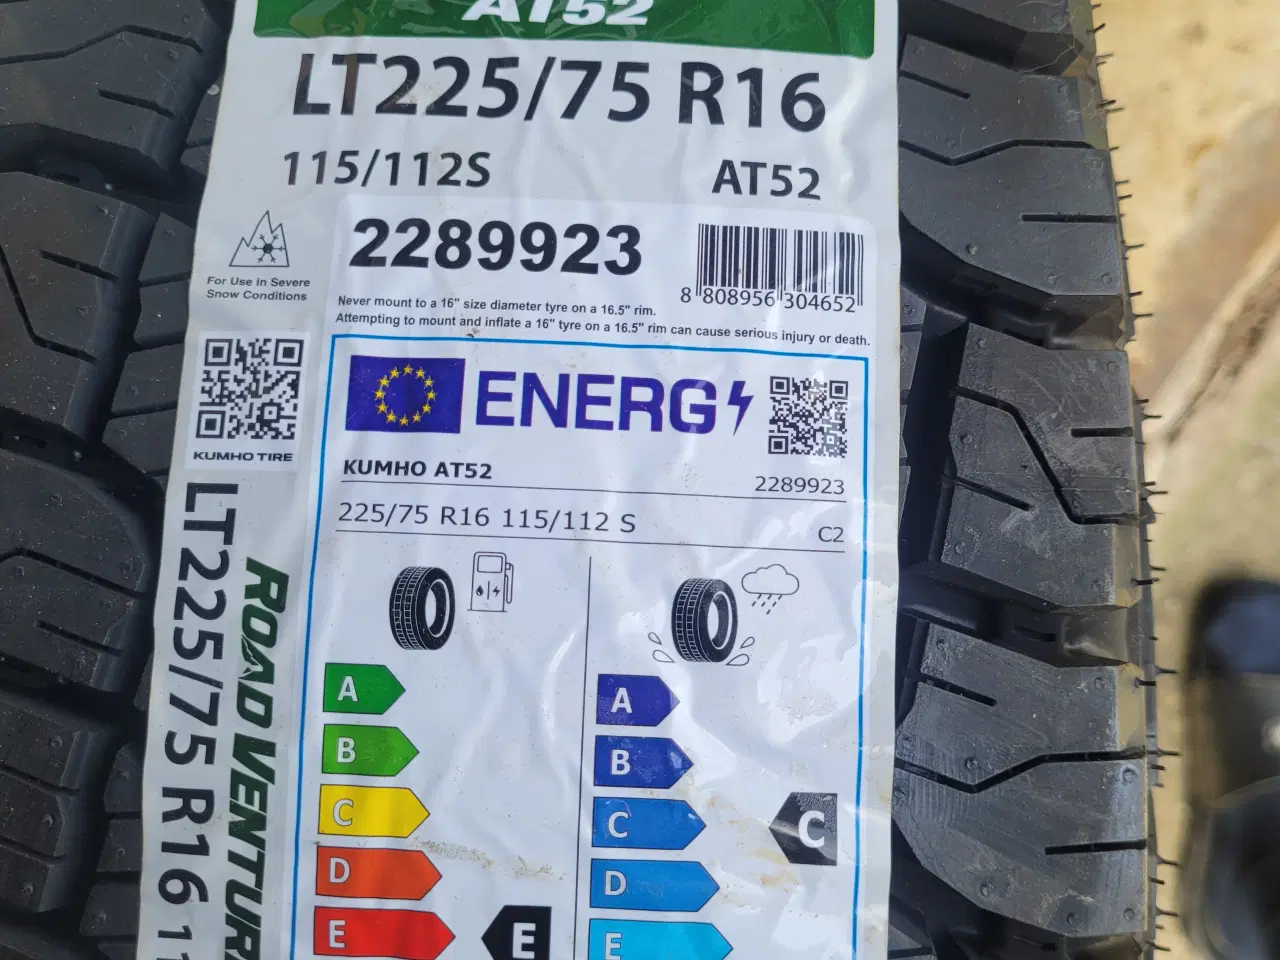 AT52
LT225/75 R16
115/112S
AT52
2289923
For Use In Severe
Snow Conditions
8 808956 304652
Never mount to a 16" size diameter tyre on a 16.5" rim.
Attempting to mount and inflate a 16" tyre on a 16.5" rim can cause serious injury or death.
KUMHO TIRE
ENERG
KUMHO AT52
2289923
225/75 R16 115/112 S
C2
A
B
C
D
E
E
A
B
C
D
E
C
ROAD VENTUR
LT225/75 R16 1